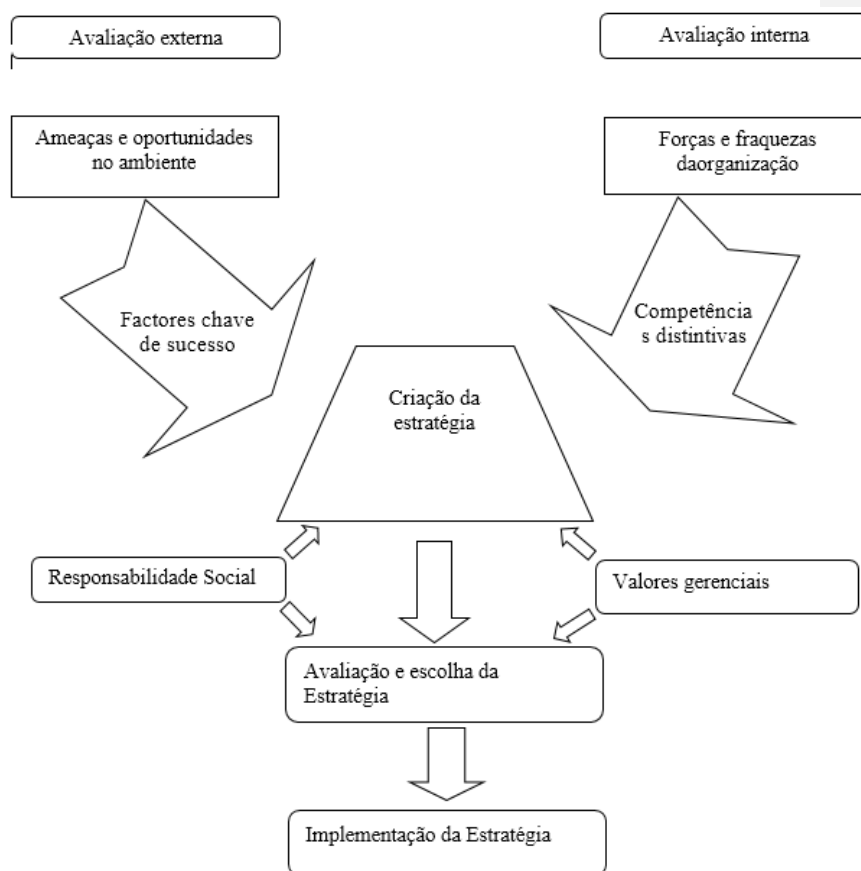 Avaliação externa
Avaliação interna
Ameaças e oportunidades
no ambiente
Forças e fraquezas
daorganização
Factores chave
de sucesso
Competência
s distintivas
Criação da
estratégia
Responsabilidade Social
Valores gerenciais
Avaliação e escolha da
Estratégia
Implementação da Estratégia